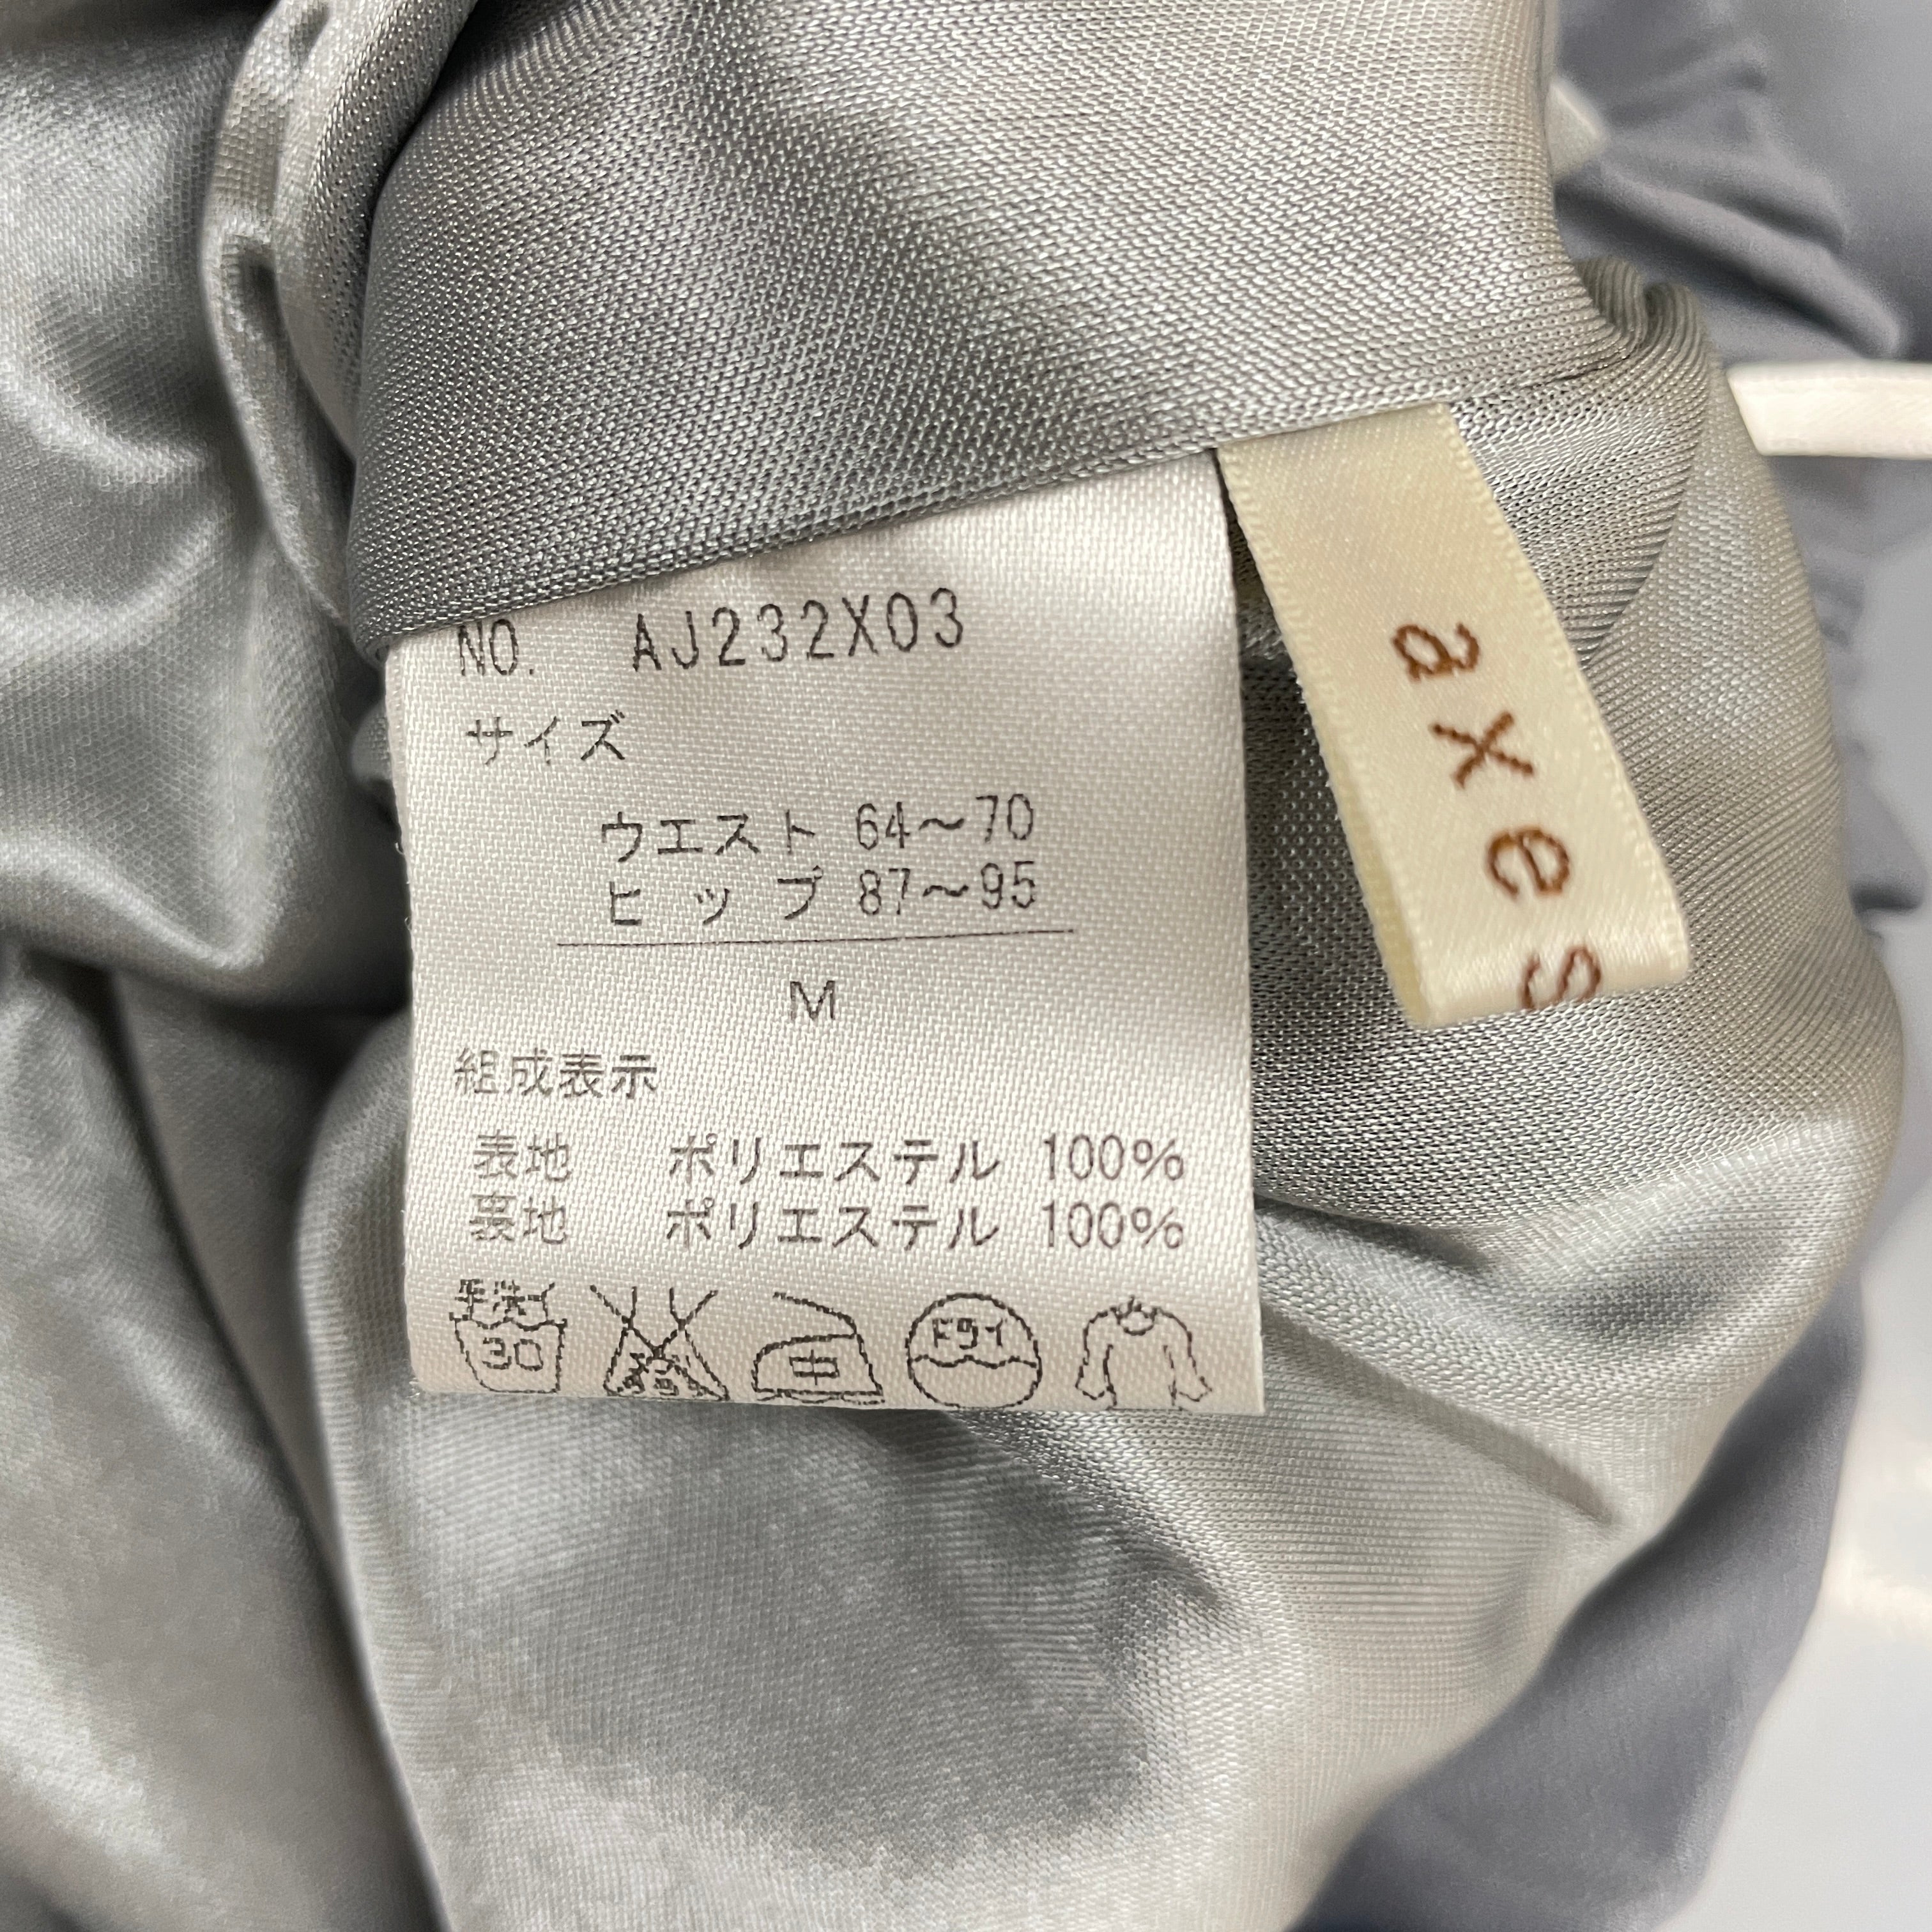 NO. AJ232X03
サイズ
ウエスト 64〜70
ヒップ 87〜95
M
組成表示
表地 ポリエステル 100%
裏地 ポリエステル 100%
手洗イ
30
中
ドライ
axes